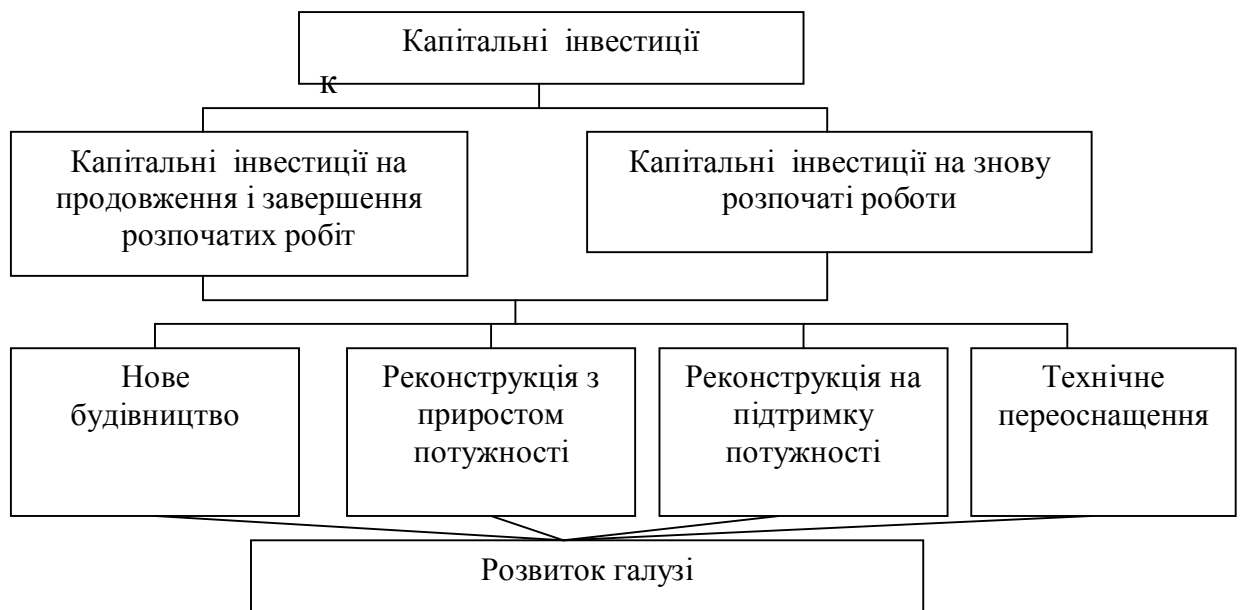 Капітальні інвестиції
к
Капітальні інвестиції на
продовження і завершення
розпочатих робіт
Капітальні інвестиції на знову
розпочаті роботи
Нове
будівництво
Реконструкція з
приростом
потужності
Реконструкція на
підтримку
потужності
Технічне
переоснащення
Розвиток галузі